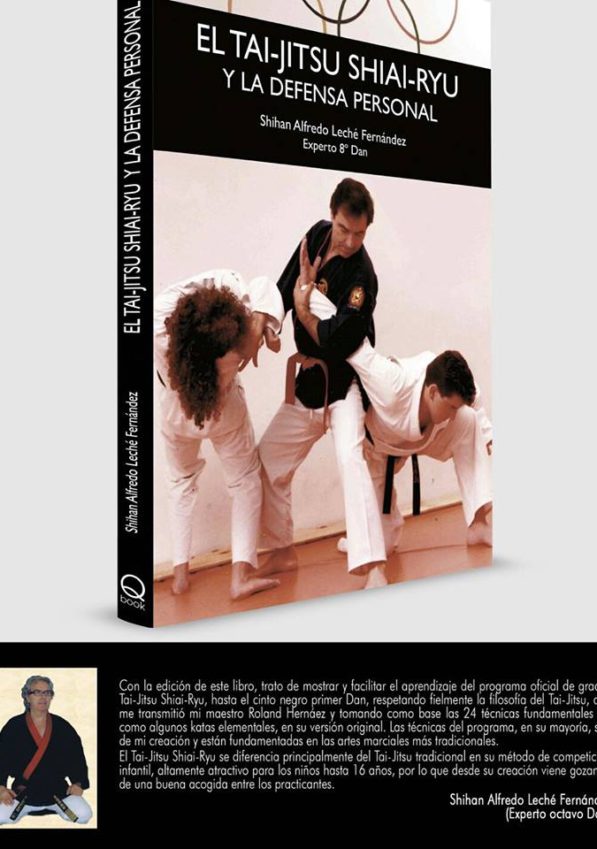 EL TAI-JITSU SHIAI-RYU
Y LA DEFENSA PERSONAL
Shihan Alfredo Leché Fernández
Experto 8º Dan
EL TAI-JITSU SHIAI-RYU Y LA DEFENSA PERSONAL
Shihan Alfredo Leché Fernández
Q
book
Con la edición de este libro, trato de mostrar y facilitar el aprendizaje del programa oficial de
Tai-Jitsu Shiai-Ryu, hasta el cinto negro primer Dan, respetando fielmente la filosofía del Tai-Jitsu,
me transmitió mi maestro Roland Hernáez y tomando como base las 24 técnicas fundamentales
como algunos katas elementales, en su versión original. Las técnicas del programa, en su mayoría,
de mi creación y están fundamentadas en las artes marciales más tradicionales.
El Tai-Jitsu Shiai-Ryu se diferencia principalmente del Tai-Jitsu tradicional en su método de
infantil, altamente atractivo para los niños hasta 16 años, por lo que desde su creación viene
de una buena acogida entre los practicantes.
Shihan Alfredo Leché
(Experto octavo